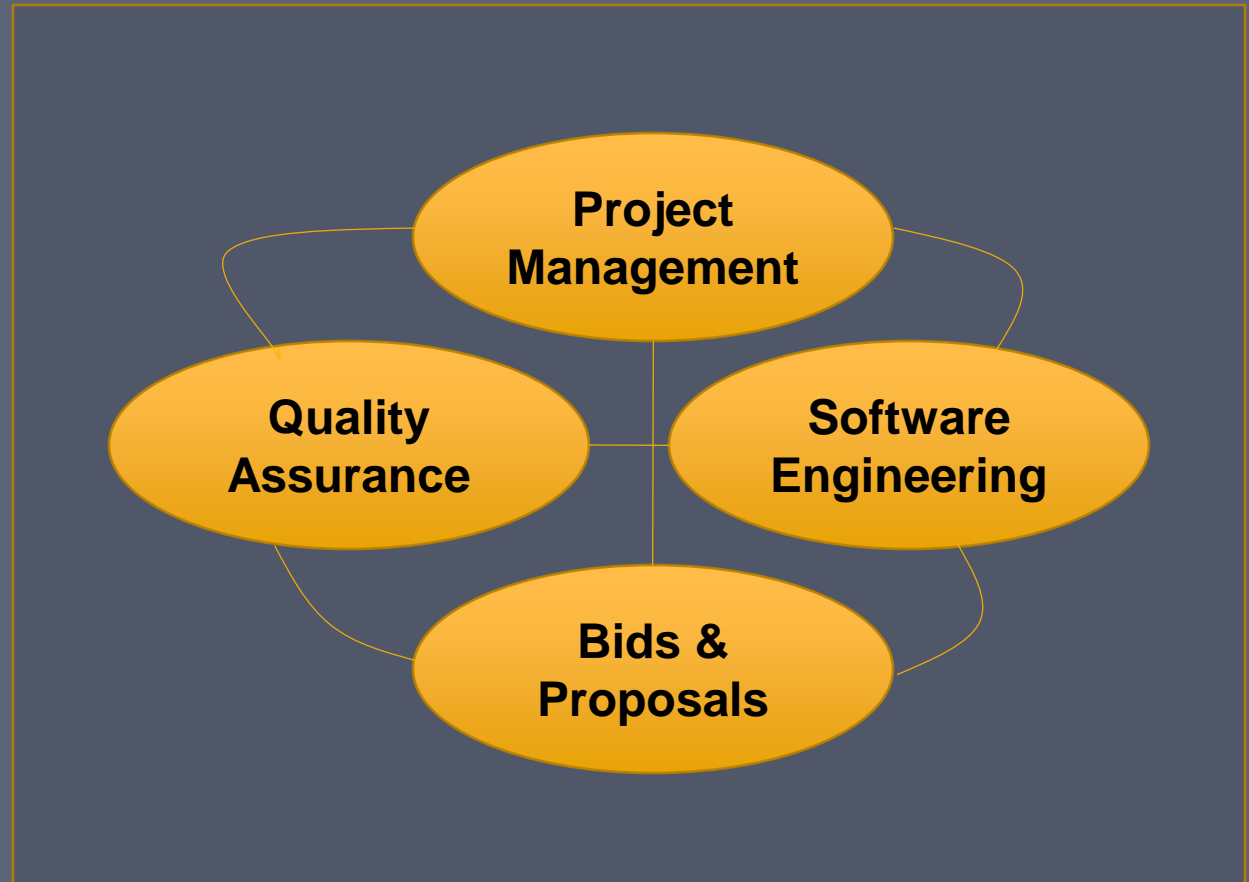 Project
Management
Quality
Assurance
Software
Engineering
Bids &
Proposals